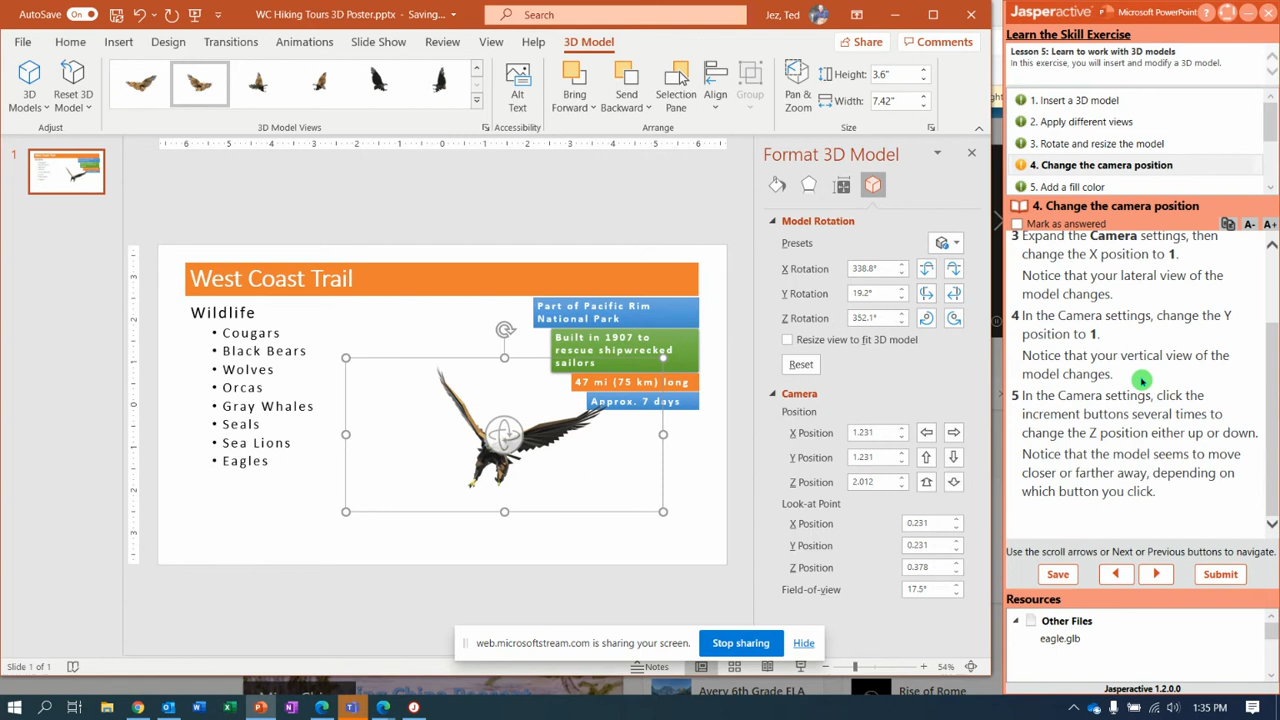 AutoSave On WC Hiking Tours 3D Poster.pptx - Saving... Search Jez, Ted
File Home Insert Draw Design Transitions Animations Slide Show Review View Help 3D Model Share Comments
3D Models Reset 3D Model Alt Text Bring Forward Send Backward Selection Pane Align Group Pan & Zoom Height: 3.6" Width: 7.42"
Adjust 3D Model Views Accessibility Arrange Size
6 5 4 3 2 1 0 1 2 3 4 5 6
1
West Coast Trail
Wildlife
• Cougars
• Black Bears
• Wolves
• Orcas
• Gray Whales
• Seals
• Sea Lions
• Eagles
Part of Pacific Rim
National Park
Built in 1907 to
rescue shipwrecked
sailors
47 mi (75 km) long
Approx. 7 days
Format 3D Model
Model Rotation
Presets
X Rotation 338.8°
Y Rotation 19.2°
Z Rotation 352.1°
Resize view to fit 3D model
Reset
Camera
Position
X Position 1.231
Y Position 1.231
Z Position 2.012
Look-at Point
X Position 0.231
Y Position 0.231
Z Position 0.378
Field-of-view 17.5°
web.microsoftstream.com is sharing your screen. Stop sharing Hide
Slide 1 of 1 Notes 54%
Jasperactive Microsoft PowerPoint
Learn the Skill Exercise
Lesson 5: Learn to work with 3D models
In this exercise, you will insert and modify a 3D model.
1. Insert a 3D model
2. Apply different views
3. Rotate and resize the model
4. Change the camera position
5. Add a fill color
4. Change the camera position
Mark as answered A- A+
3 Expand the Camera settings, then
change the X position to 1.
Notice that your lateral view of the
model changes.
4 In the Camera settings, change the Y
position to 1.
Notice that your vertical view of the
model changes.
5 In the Camera settings, click the
increment buttons several times to
change the Z position either up or down.
Notice that the model seems to move
closer or farther away, depending on
which button you click.
Use the scroll arrows or Next or Previous buttons to navigate.
Save Submit
Resources
Other Files
eagle.glb
Jasperactive 1.2.0.0
Avery 6th Grade ELA Rise of Rome
1:35 PM